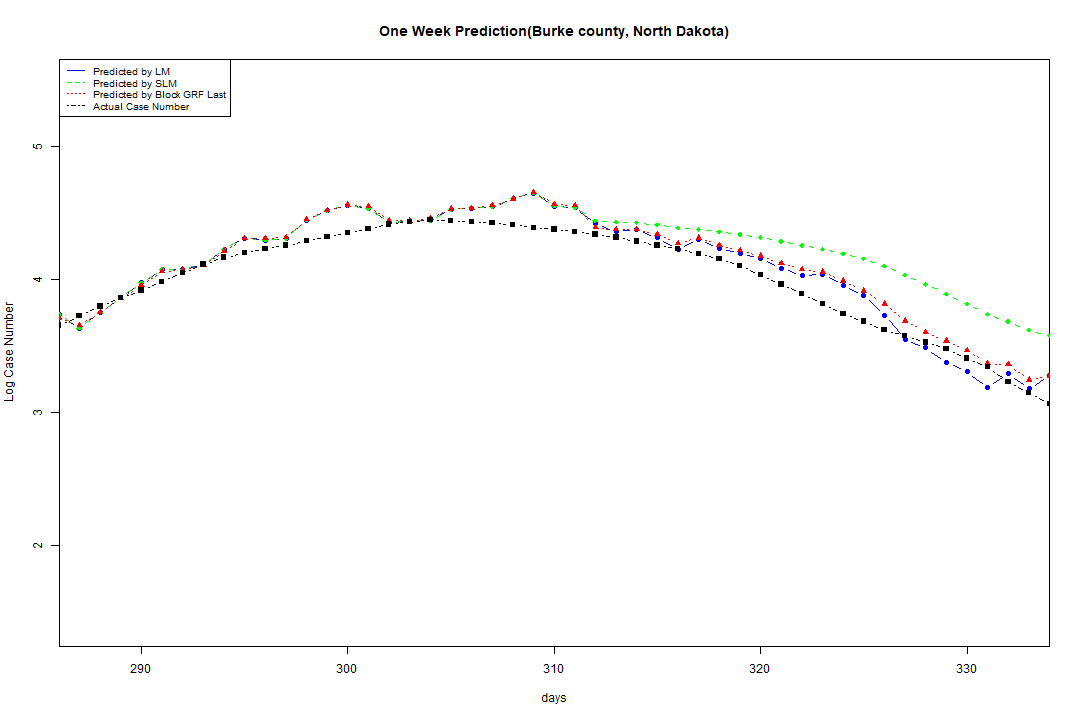 One Week Prediction(Burke county, North Dakota)
Predicted by LM
Predicted by SLM
Predicted by Block GRF Last
Actual Case Number
5
4
3
2
Log Case Number
290 300 310 320 330
days